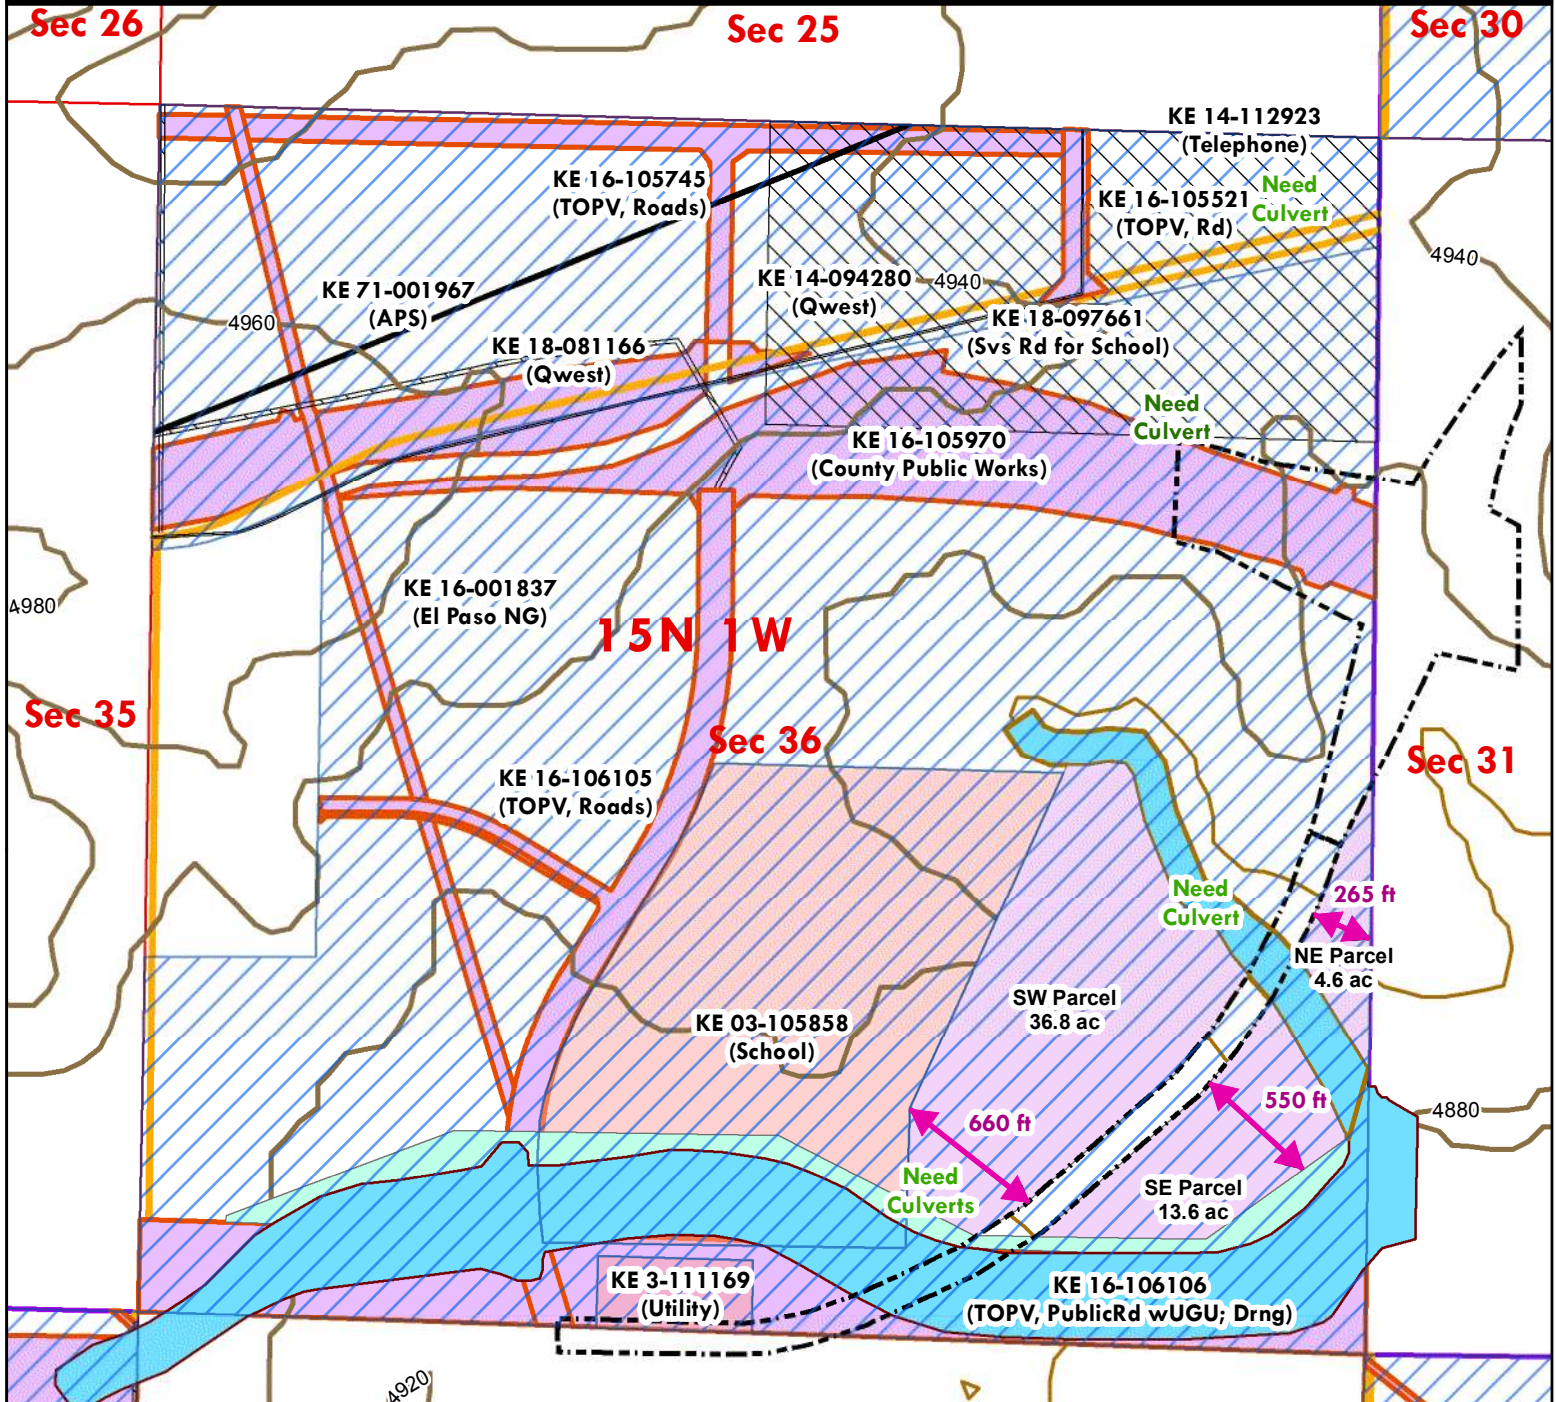 Sec 26
Sec 25
Sec 30
KE 14-112923
(Telephone)
KE 16-105745
(TOPV, Roads)
Need
Culvert
KE 16-105521
(TOPV, Rd)
4940
KE 71-001967
(APS)
KE 14-094280
(Qwest)
4940
4960
KE 18-097661
(Svs Rd for School)
KE 18-081166
(Qwest)
Need
Culvert
KE 16-105970
(County Public Works)
4980
KE 16-001837
(El Paso NG)
15N 1W
Sec 35
Sec 36
Sec 31
KE 16-106105
(TOPV, Roads)
Need
Culvert
265 ft
NE Parcel
4.6 ac
SW Parcel
36.8 ac
KE 03-105858
(School)
660 ft
550 ft
4880
Need
Culverts
SE Parcel
13.6 ac
KE 3-111169
(Utility)
KE 16-106106
(TOPV, PublicRd wUGU; Drng)
4920